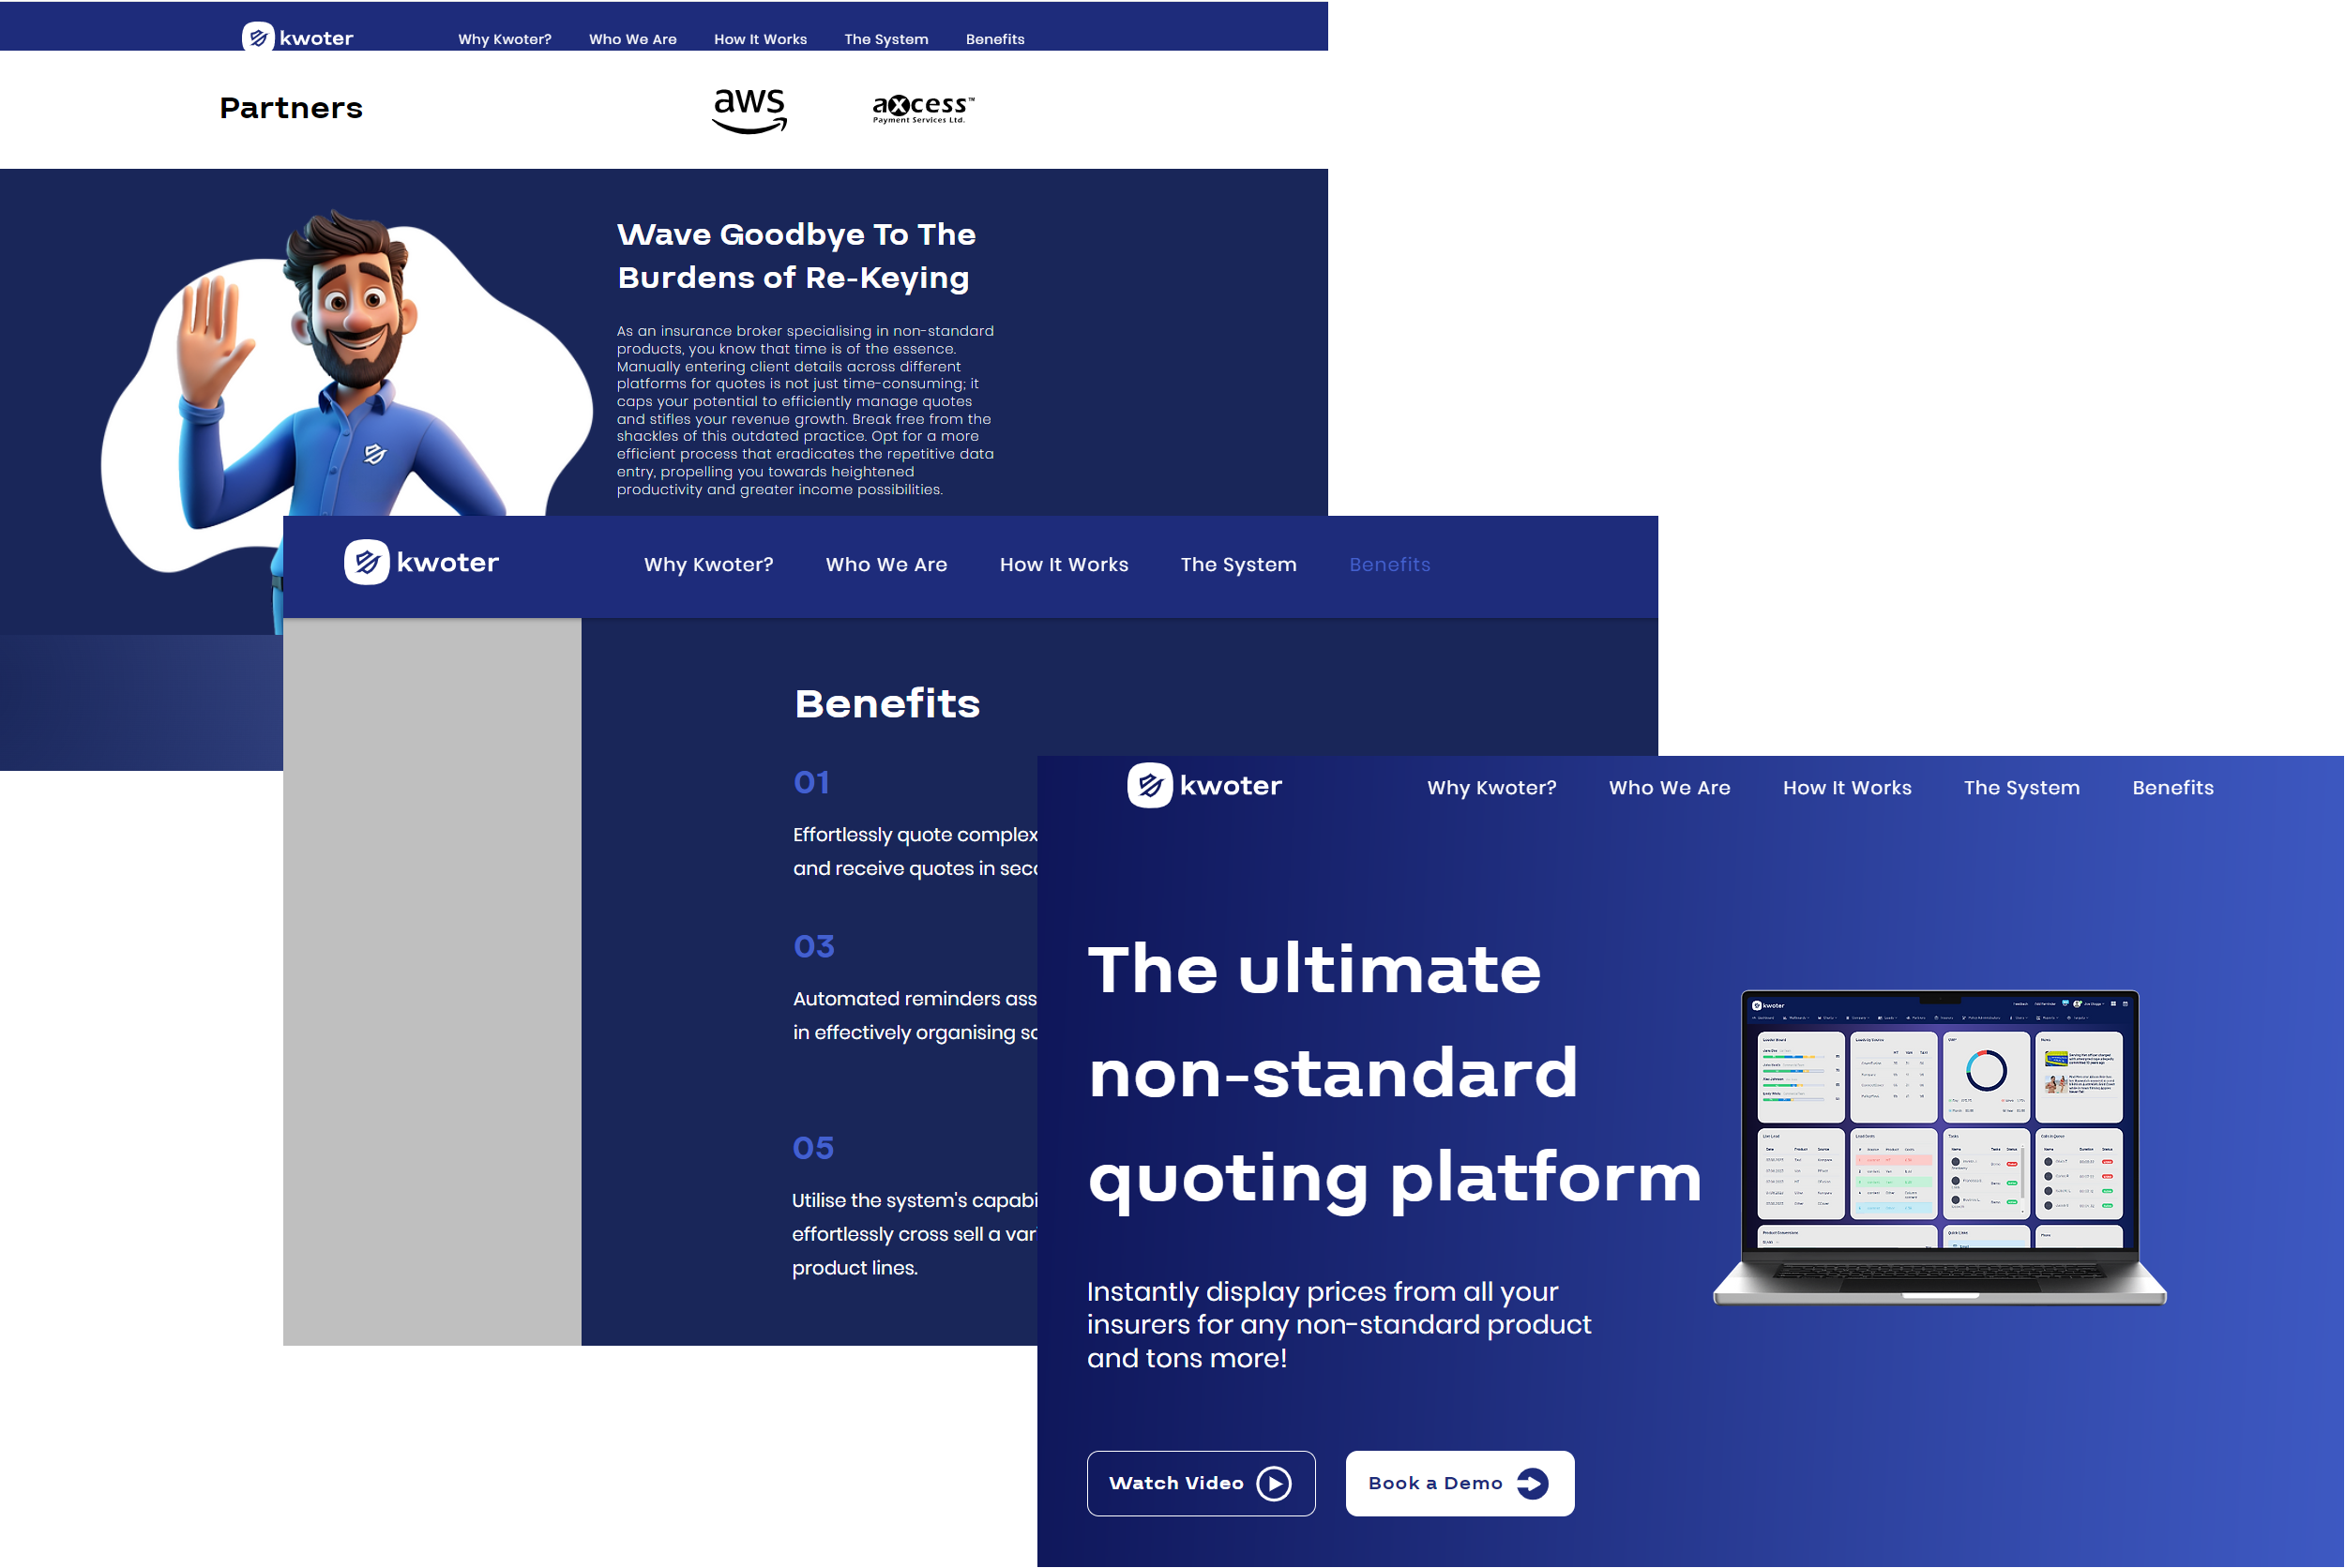 kwoter
Why Kwoter?
Who We Are
How It Works
The System
Benefits
Partners
aws
axcess™
Payment Services Ltd.
Wave Goodbye To The
Burdens of Re-Keying
As an insurance broker specialising in non-standard
products, you know that time is of the essence.
Manually entering client details across different
platforms for quotes is not just time-consuming; it
caps your potential to efficiently manage quotes
and stifles your revenue growth. Break free from the
shackles of this outdated practice. Opt for a more
efficient process that eradicates the repetitive data
entry, propelling you towards heightened
productivity and greater income possibilities.
kwoter
Why Kwoter?
Who We Are
How It Works
The System
Benefits
Benefits
01
Effortlessly quote complex
and receive quotes in
03
Automated reminders
in effectively organising
05
Utilise the system's
effortlessly cross sell a
product lines.
kwoter
Why Kwoter?
Who We Are
How It Works
The System
Benefits
The ultimate
non-standard
quoting platform
Instantly display prices from all your
insurers for any non-standard product
and tons more!
Watch Video
Book a Demo
kwoter